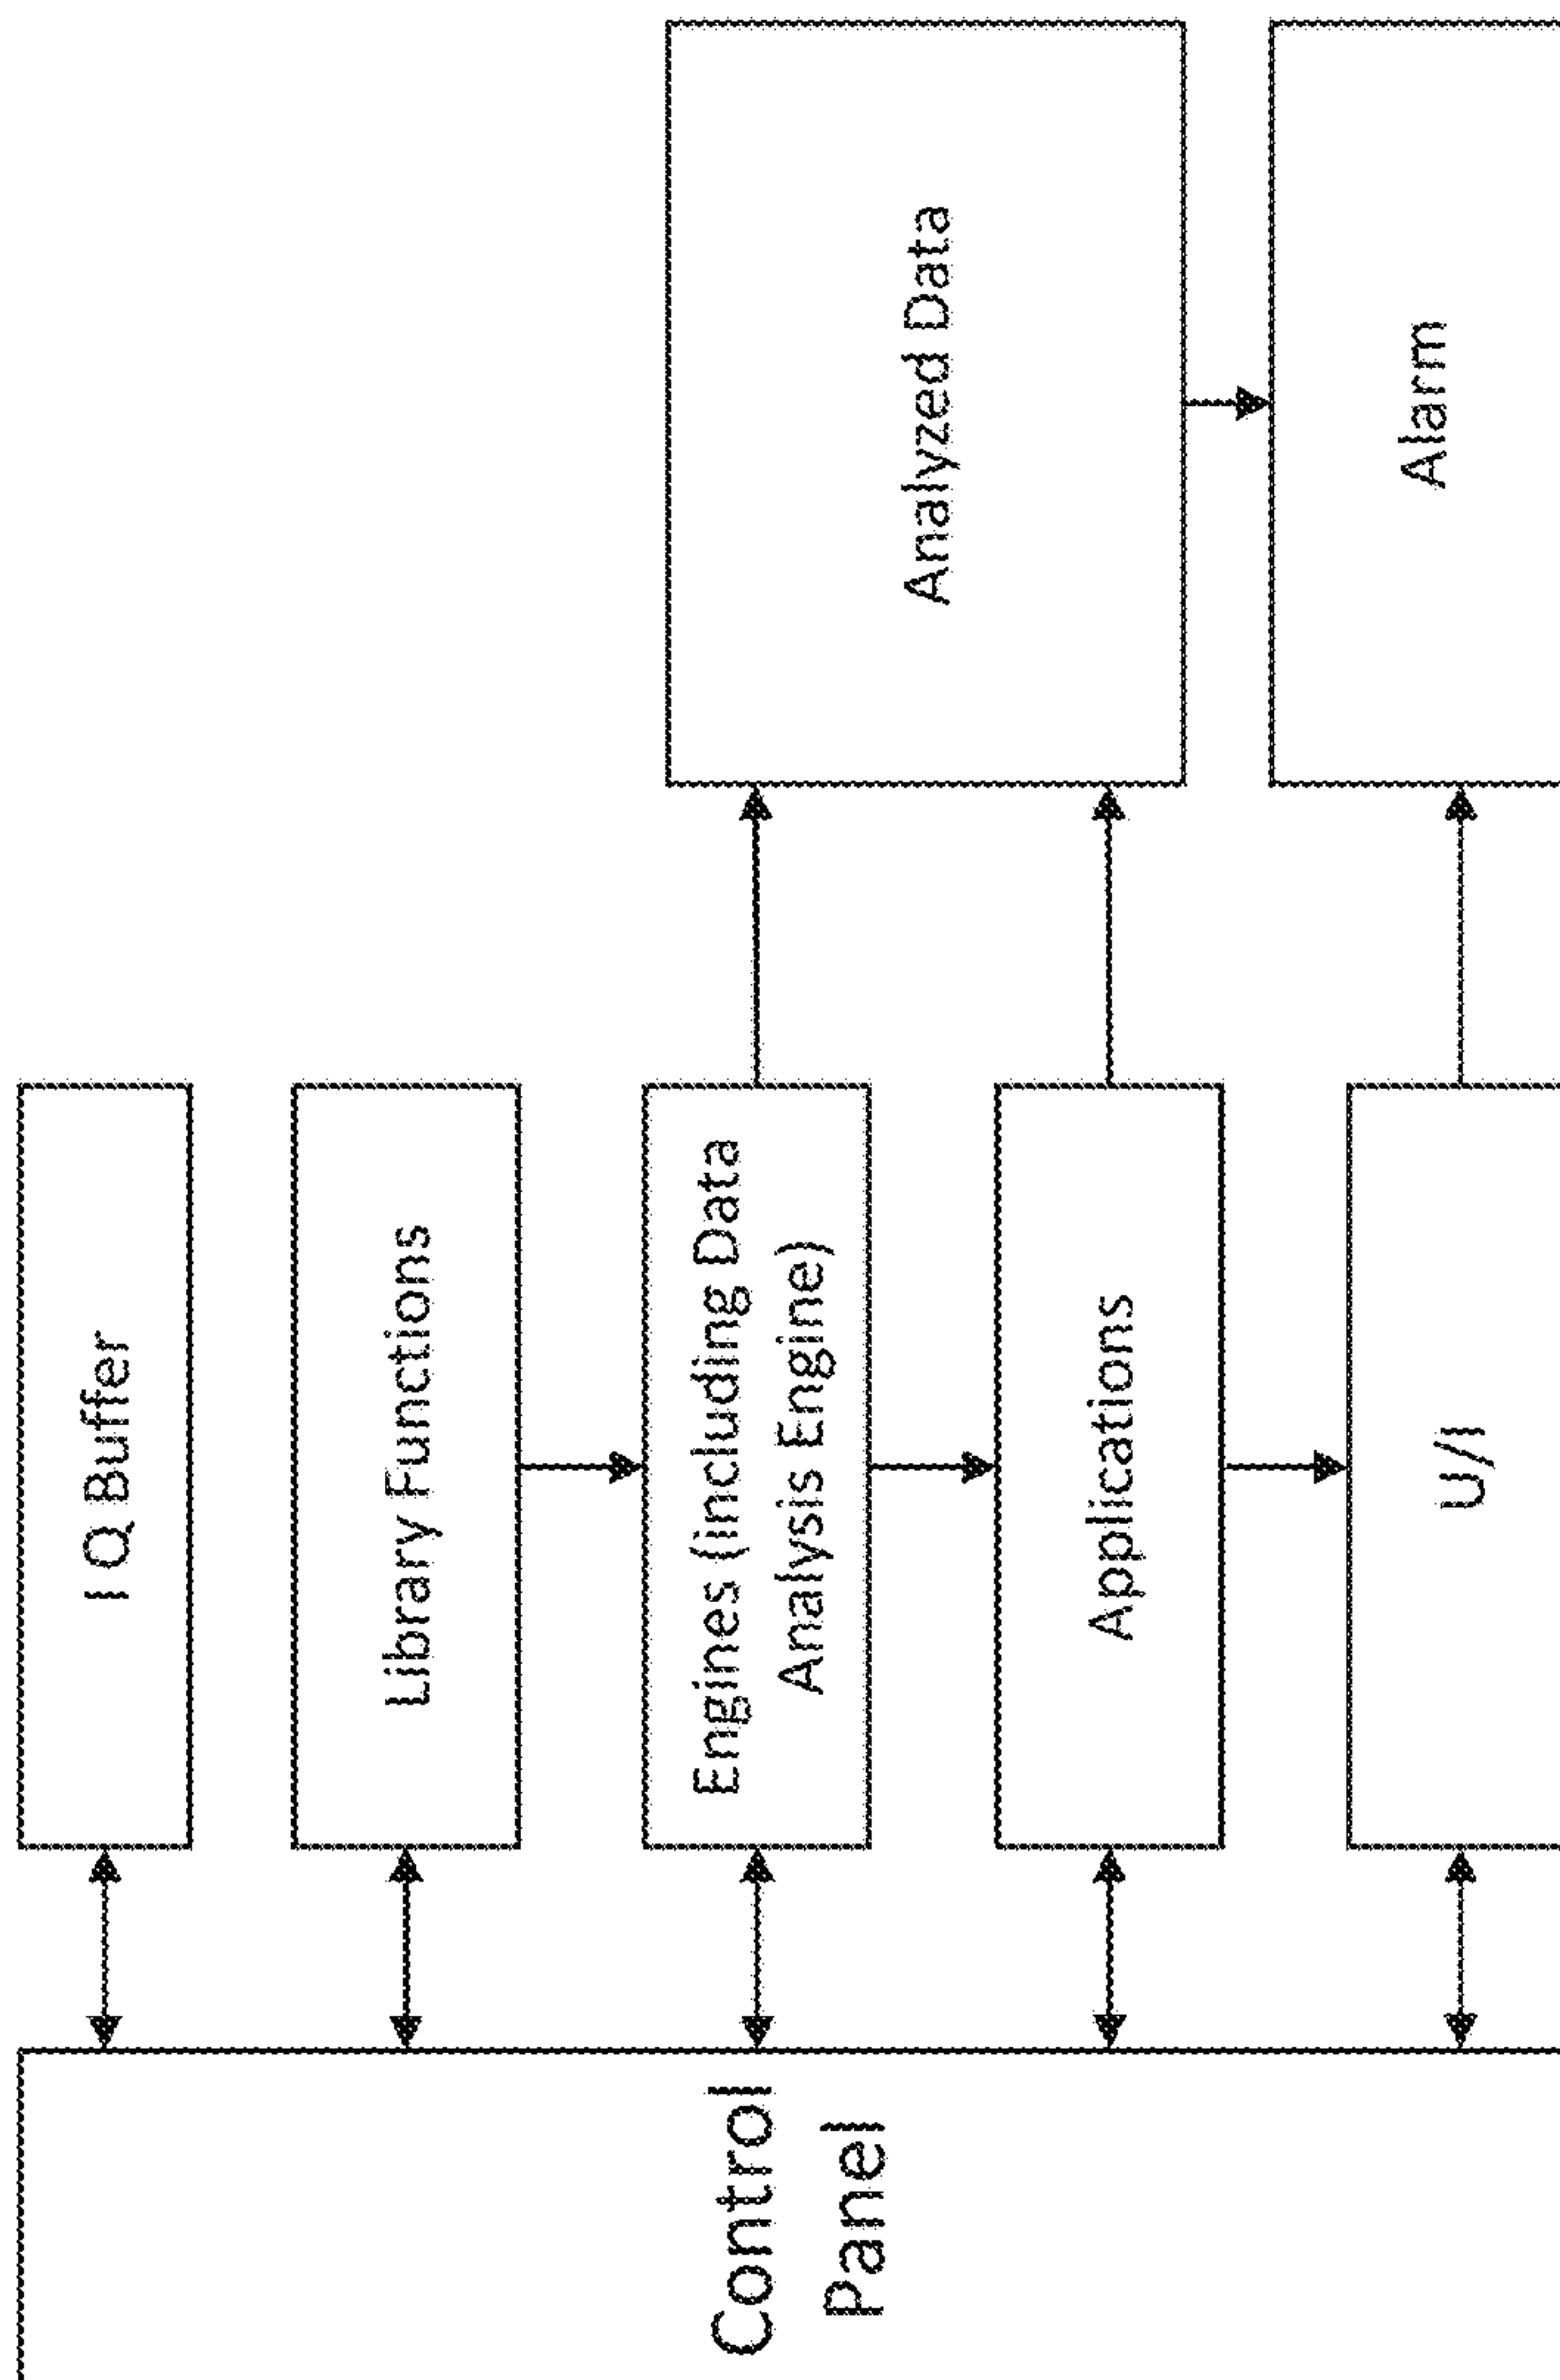 Control
Panel
I Q Buffer
Library Functions
Engines (including Data
Analysis Engine)
Applications
U/I
Analyzed Data
Alarm